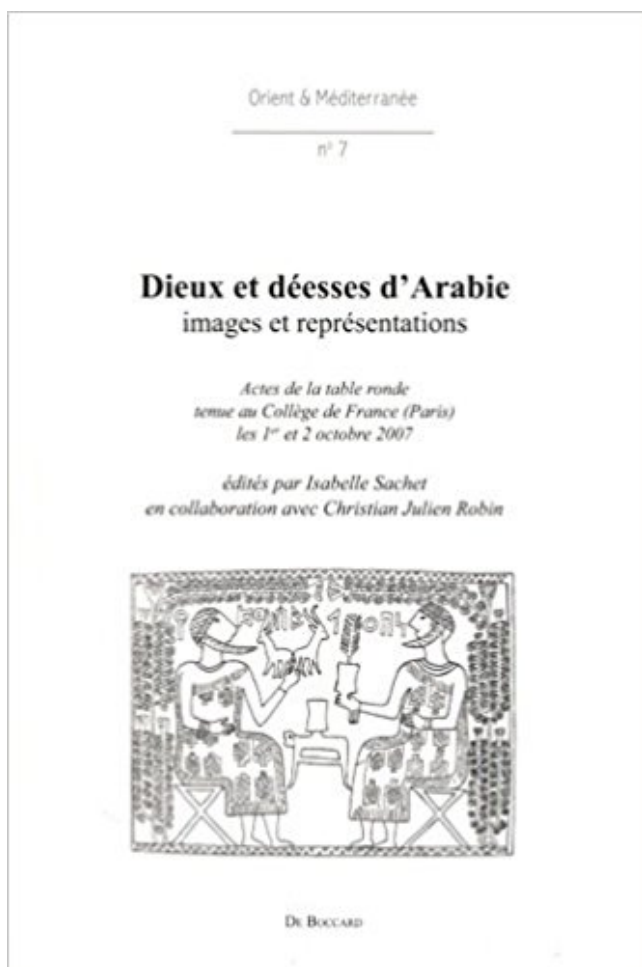 Orient & Méditerranée
n° 7
Dieux et déesses d'Arabie
images et représentations
Actes de la table ronde
tenue au Collège de France (Paris)
les 1er et 2 octobre 2007
édités par Isabelle Sachet
en collaboration avec Christian Julien Robin
DE BOCCARD